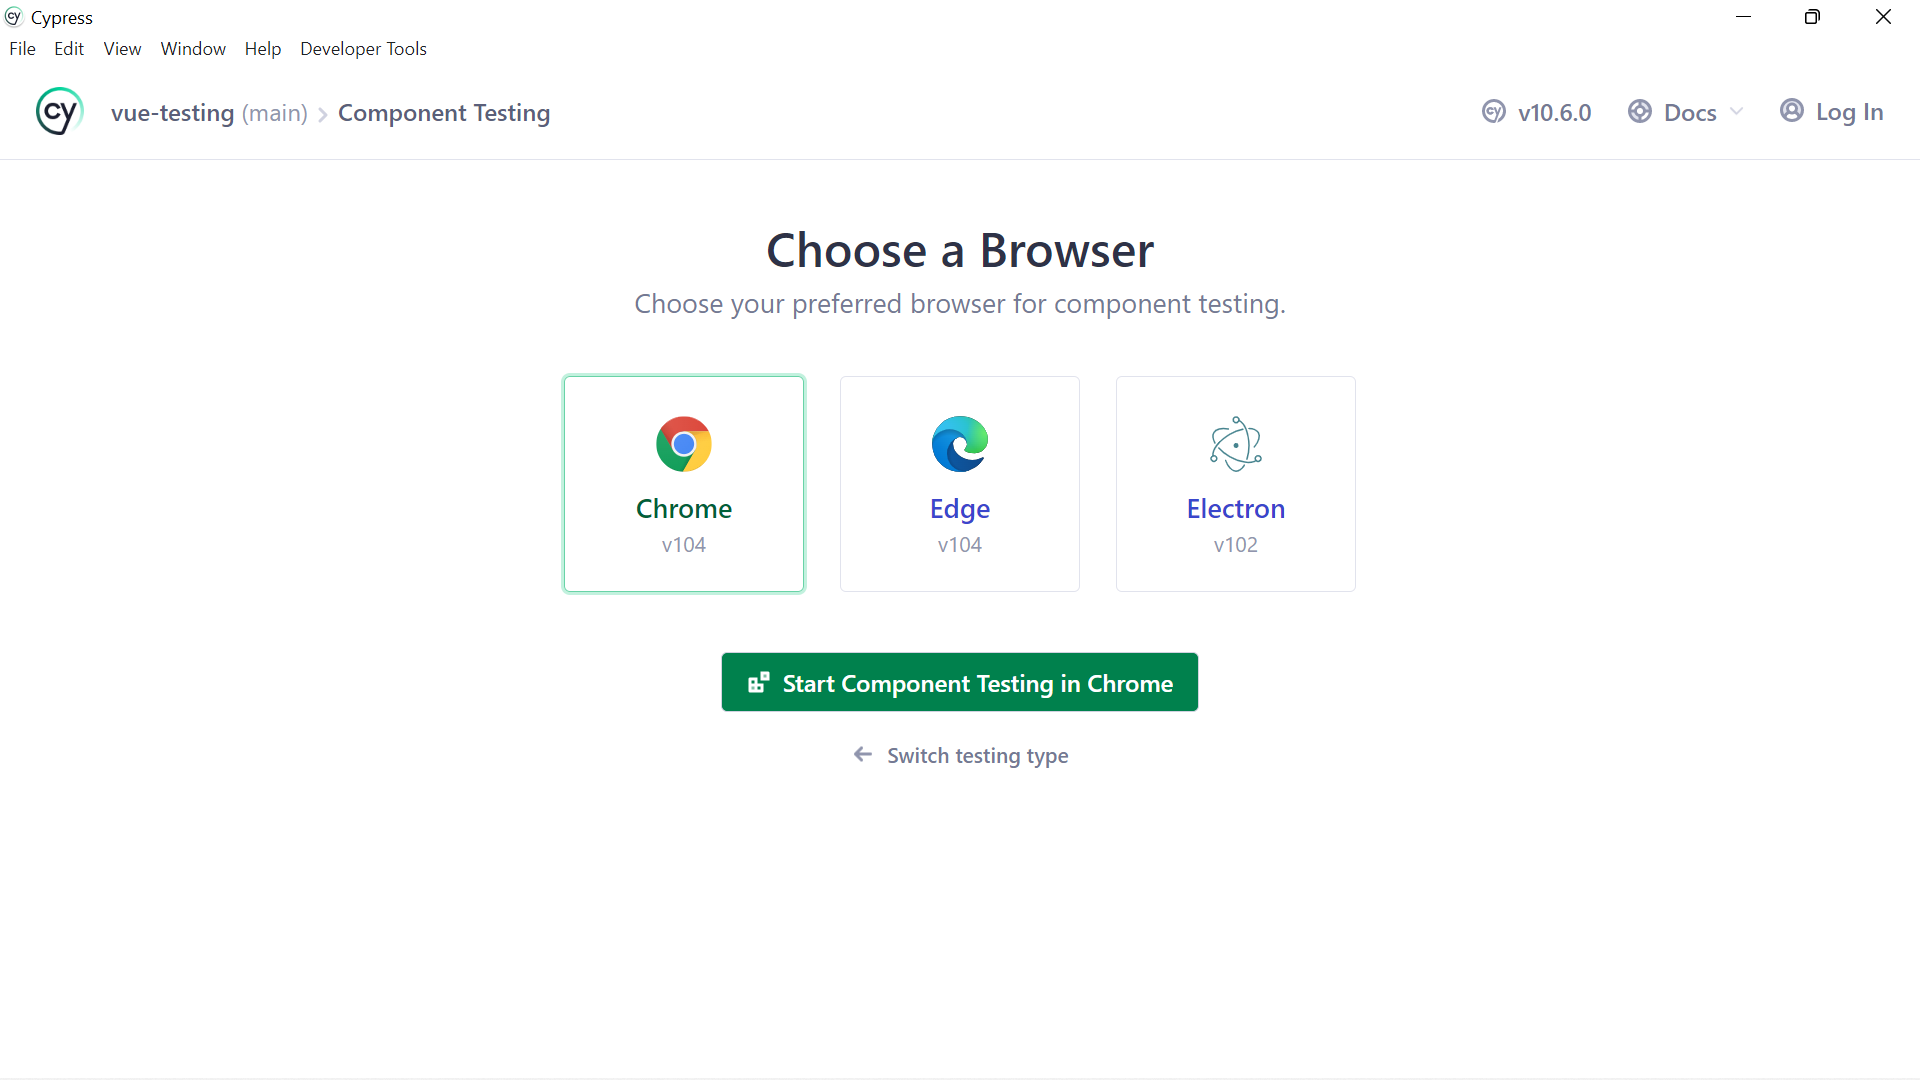 Cypress
File Edit View Window Help Developer Tools
cy vue-testing (main) > Component Testing cy v10.6.0 Docs Log In
Choose a Browser
Choose your preferred browser for component testing.
Chrome Edge Electron
v104 v104 v102
Start Component Testing in Chrome
← Switch testing type